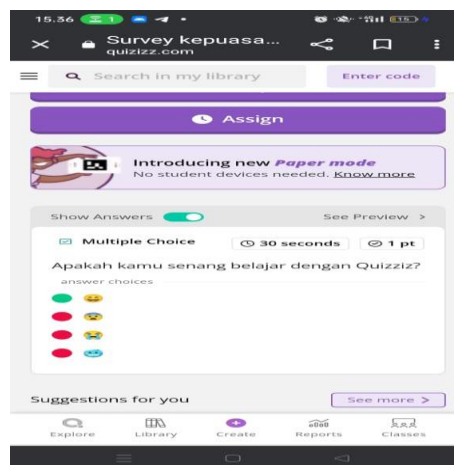 15.36
15
Survey kepuasa...
quizizz.com
Search in my library
Enter code
Assign
Introducing new Paper mode
No student devices needed. Know more
Show Answers
See Preview >
Multiple Choice
30 seconds
1 pt
Apakah kamu senang belajar dengan Quizziz?
answer choices
Suggestions for you
See more >
Explore
Library
Create
Reports
Classes